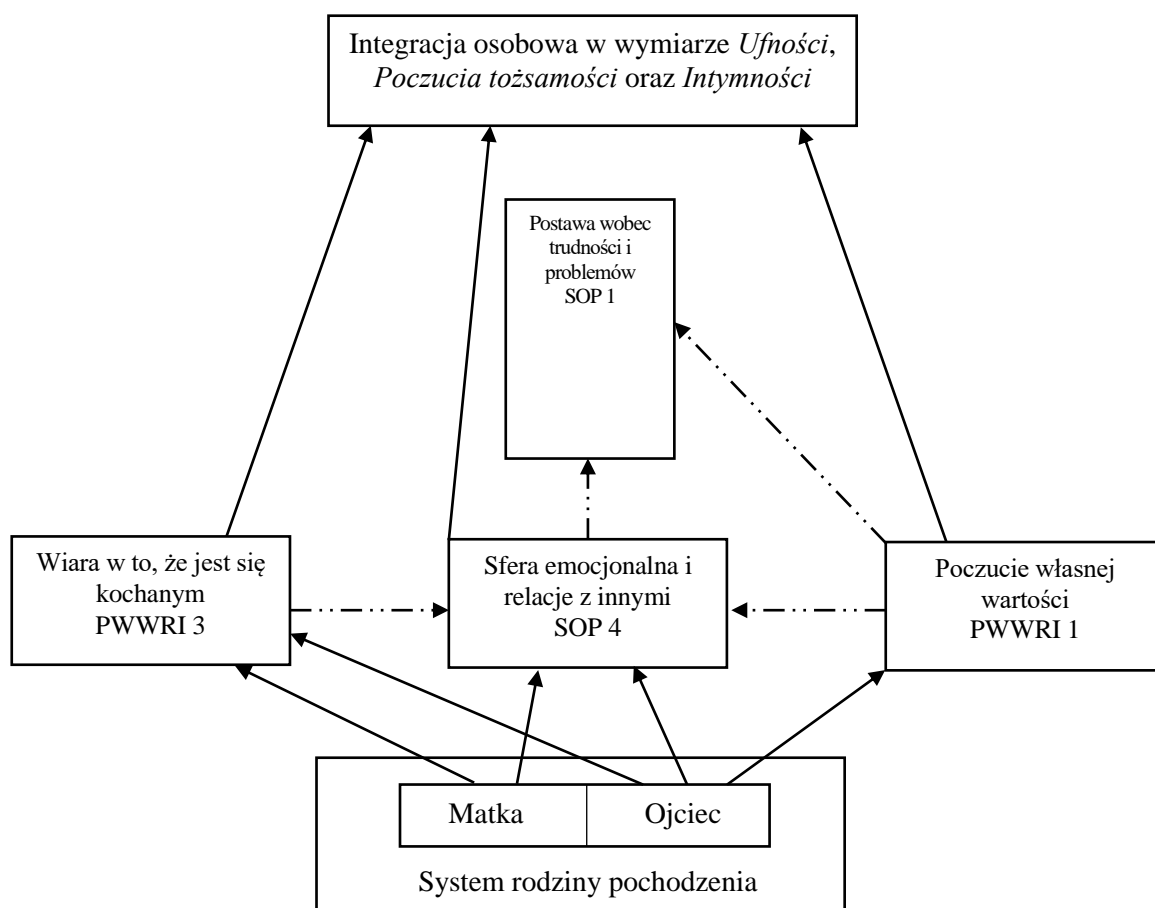 Integracja osobowa w wymiarze Ufności,
Poczucia tożsamości oraz Intymności
Postawa wobec
trudności i
problemów
SOP 1
Wiara w to, że jest się
kochanym
PWWRI 3
Sfera emocjonalna i
relacje z innymi
SOP 4
Poczucie własnej
wartości
PWWRI 1
Matka
Ojciec
System rodziny pochodzenia